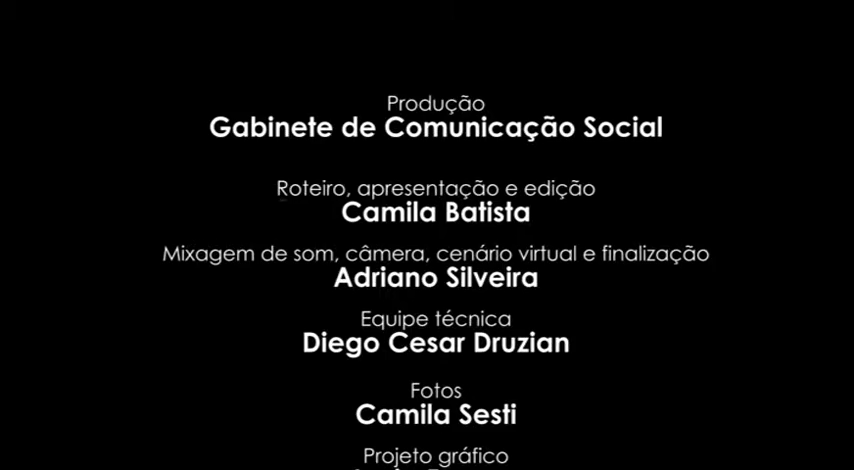 Produção
Gabinete de Comunicação Social
Roteiro, apresentação e edição
Camila Batista
Mixagem de som, câmera, cenário virtual e finalização
Adriano Silveira
Equipe técnica
Diego Cesar Druzian
Fotos
Camila Sesti
Projeto gráfico